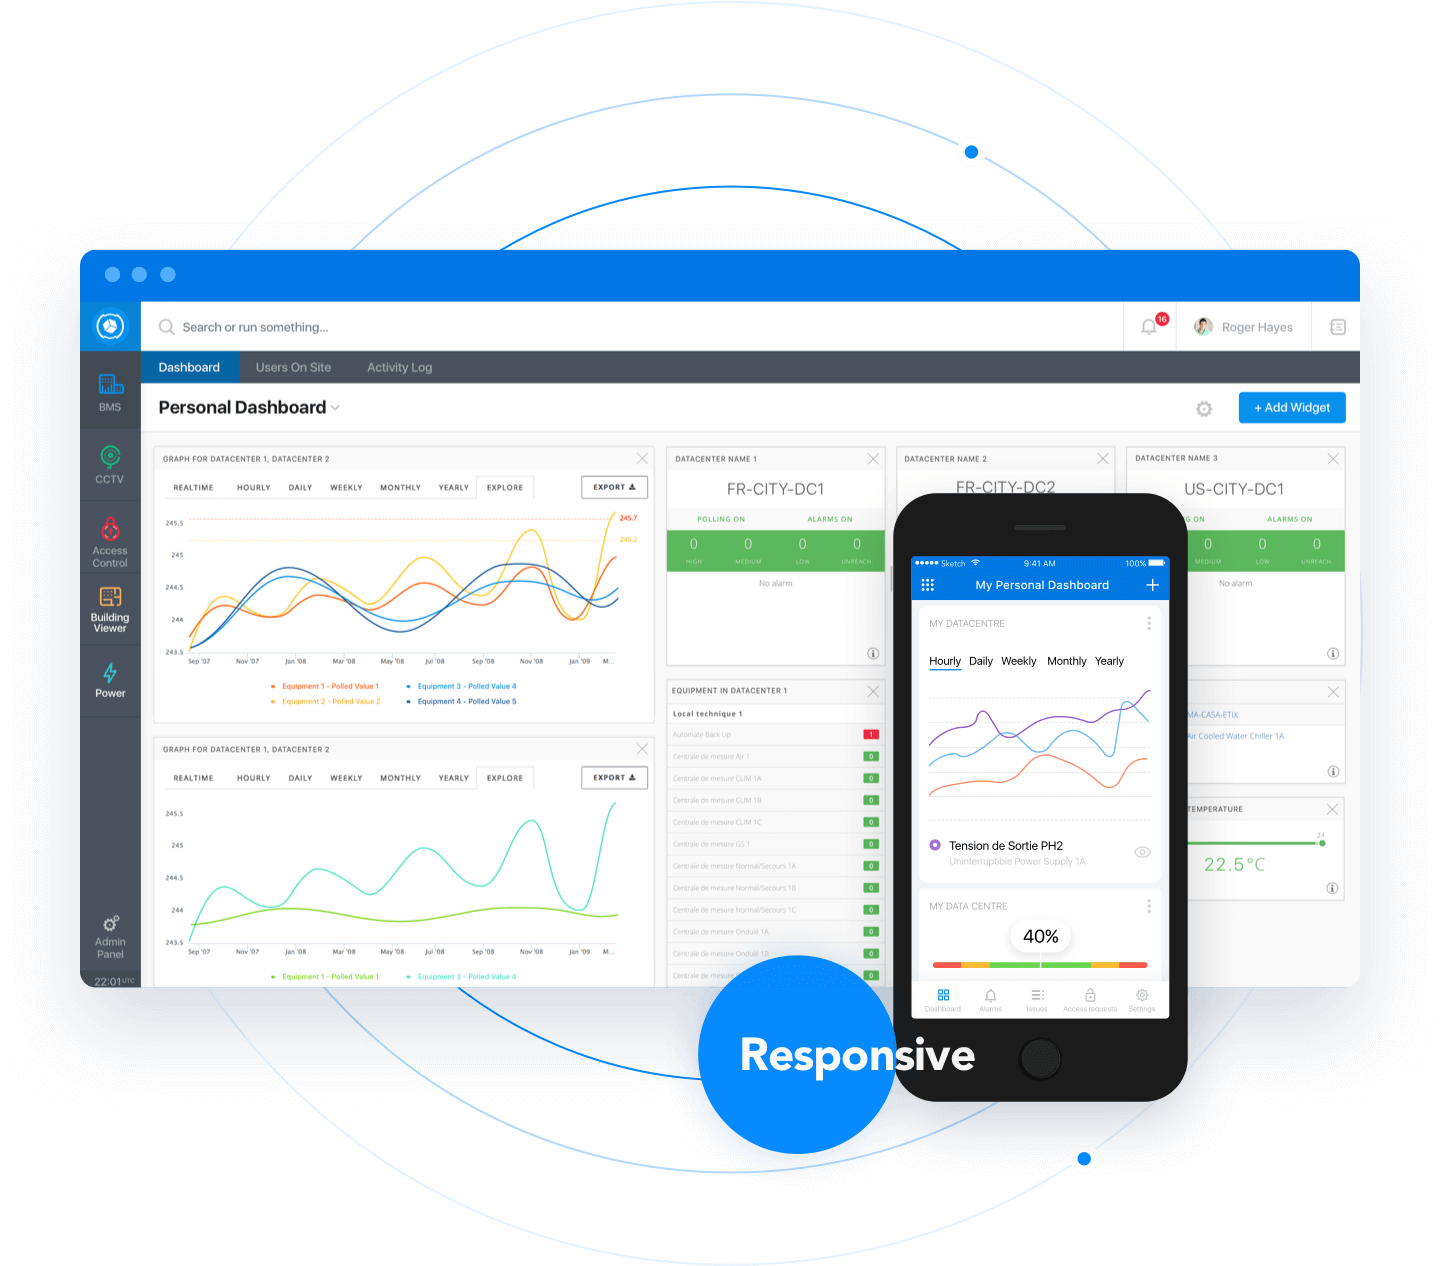 Search or run something...
16
Roger Hayes
Dashboard
Users On Site
Activity Log
BMS
CCTV
Access
Control
Building
Viewer
Power
Admin
Panel
22:01 UTC
Personal Dashboard
+ Add Widget
GRAPH FOR DATACENTER 1, DATACENTER 2
REALTIME HOURLY DAILY WEEKLY MONTHLY YEARLY EXPLORE EXPORT
245.5
245
244.5
244
243.5
245.7
245.2
Sep '07 Nov '07 Jan '08 Mar '08 May '08 Jul '08 Sep '08 Nov '08 Jan '09 M...
Equipment 1 - Polled Value 1
Equipment 3 - Polled Value 4
Equipment 2 - Polled Value 2
Equipment 4 - Polled Value 5
GRAPH FOR DATACENTER 1, DATACENTER 2
REALTIME HOURLY DAILY WEEKLY MONTHLY YEARLY EXPLORE EXPORT
245.5
245
244.5
244
243.5
Sep '07 Nov '07 Jan '08 Mar '08 May '08 Jul '08 Sep '08 Nov '08 Jan '09 M...
Equipment 1 - Polled Value 1
Equipment 3 - Polled Value 4
DATACENTER NAME 1
FR-CITY-DC1
POLLING ON ALARMS ON
0 0 0 0
HIGH MEDIUM LOW UNREACH
No alarm
EQUIPMENT IN DATACENTER 1
Local technique 1
Automate Back Up 1
Centrale de mesure Air 1 0
Centrale de mesure CLIM 1A 0
Centrale de mesure CLIM 1B 0
Centrale de mesure CLIM 1C 0
Centrale de mesure GS 1 0
Centrale de mesure Normal/Secours 1A 0
Centrale de mesure Normal/Secours 1B 0
Centrale de mesure Normal/Secours 1C 0
Centrale de mesure Ondulé 1A 0
Centrale de mesure Ondulé 1B 0
Centrale de mesure 0
DATACENTER NAME 2
FR-CITY-DC2
DATACENTER NAME 3
US-CITY-DC1
G ON ALARMS ON
0 0 0
MEDIUM LOW UNREACH
No alarm
MA-CASA-ETIX
Air Cooled Water Chiller 1A
TEMPERATURE
24
22.5°C
Sketch 9:41 AM 100%
My Personal Dashboard
MY DATACENTRE
Hourly Daily Weekly Monthly Yearly
Tension de Sortie PH2
Uninterruptible Power Supply 1A
MY DATA CENTRE
40%
Dashboard Alarms Issues Access requests Settings
Responsive